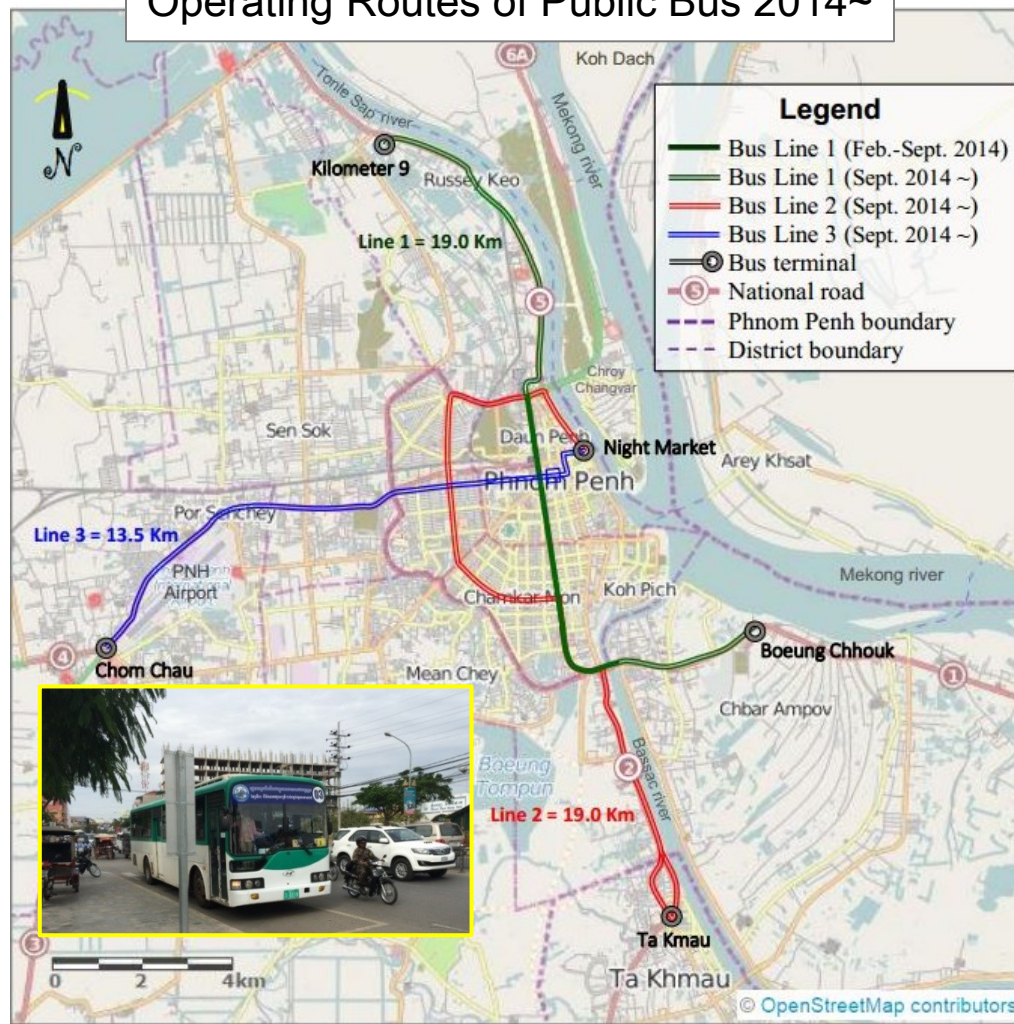 Operating Routes of Public Bus 2014~
6A
Koh Dach
Tonle Sap river
Mekong river
N
Kilometer 9
Russey Keo
Line 1 = 19.0 Km
5
Legend
Bus Line 1 (Feb.-Sept. 2014)
Bus Line 1 (Sept. 2014 ~)
Bus Line 2 (Sept. 2014 ~)
Bus Line 3 (Sept. 2014 ~)
Bus terminal
5 National road
Phnom Penh boundary
District boundary
Chroy
Changvar
Sen Sok
Daun Penh
Night Market
Arey Khsat
Phnom Penh
Por Senchey
Line 3 = 13.5 Km
PNH
Airport
Mekong river
Koh Pich
Chamkar Mon
4
Chom Chau
Mean Chey
Boeung Chhouk
1
Chbar Ampov
Boeung
Tompun
2
Bassac river
Line 2 = 19.0 Km
03
3
Ta Kmau
Ta Khmau
0 2 4km
© OpenStreetMap contributors